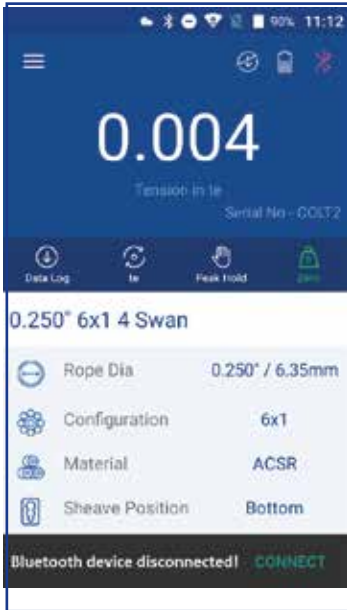 90% 11:12
0.004
Tension in te
Serial No - COLT2
Data Log te Peak Hold Zero
0.250" 6x1 4 Swan
Rope Dia 0.250" / 6.35mm
Configuration 6x1
Material ACSR
Sheave Position Bottom
Bluetooth device disconnected! CONNECT